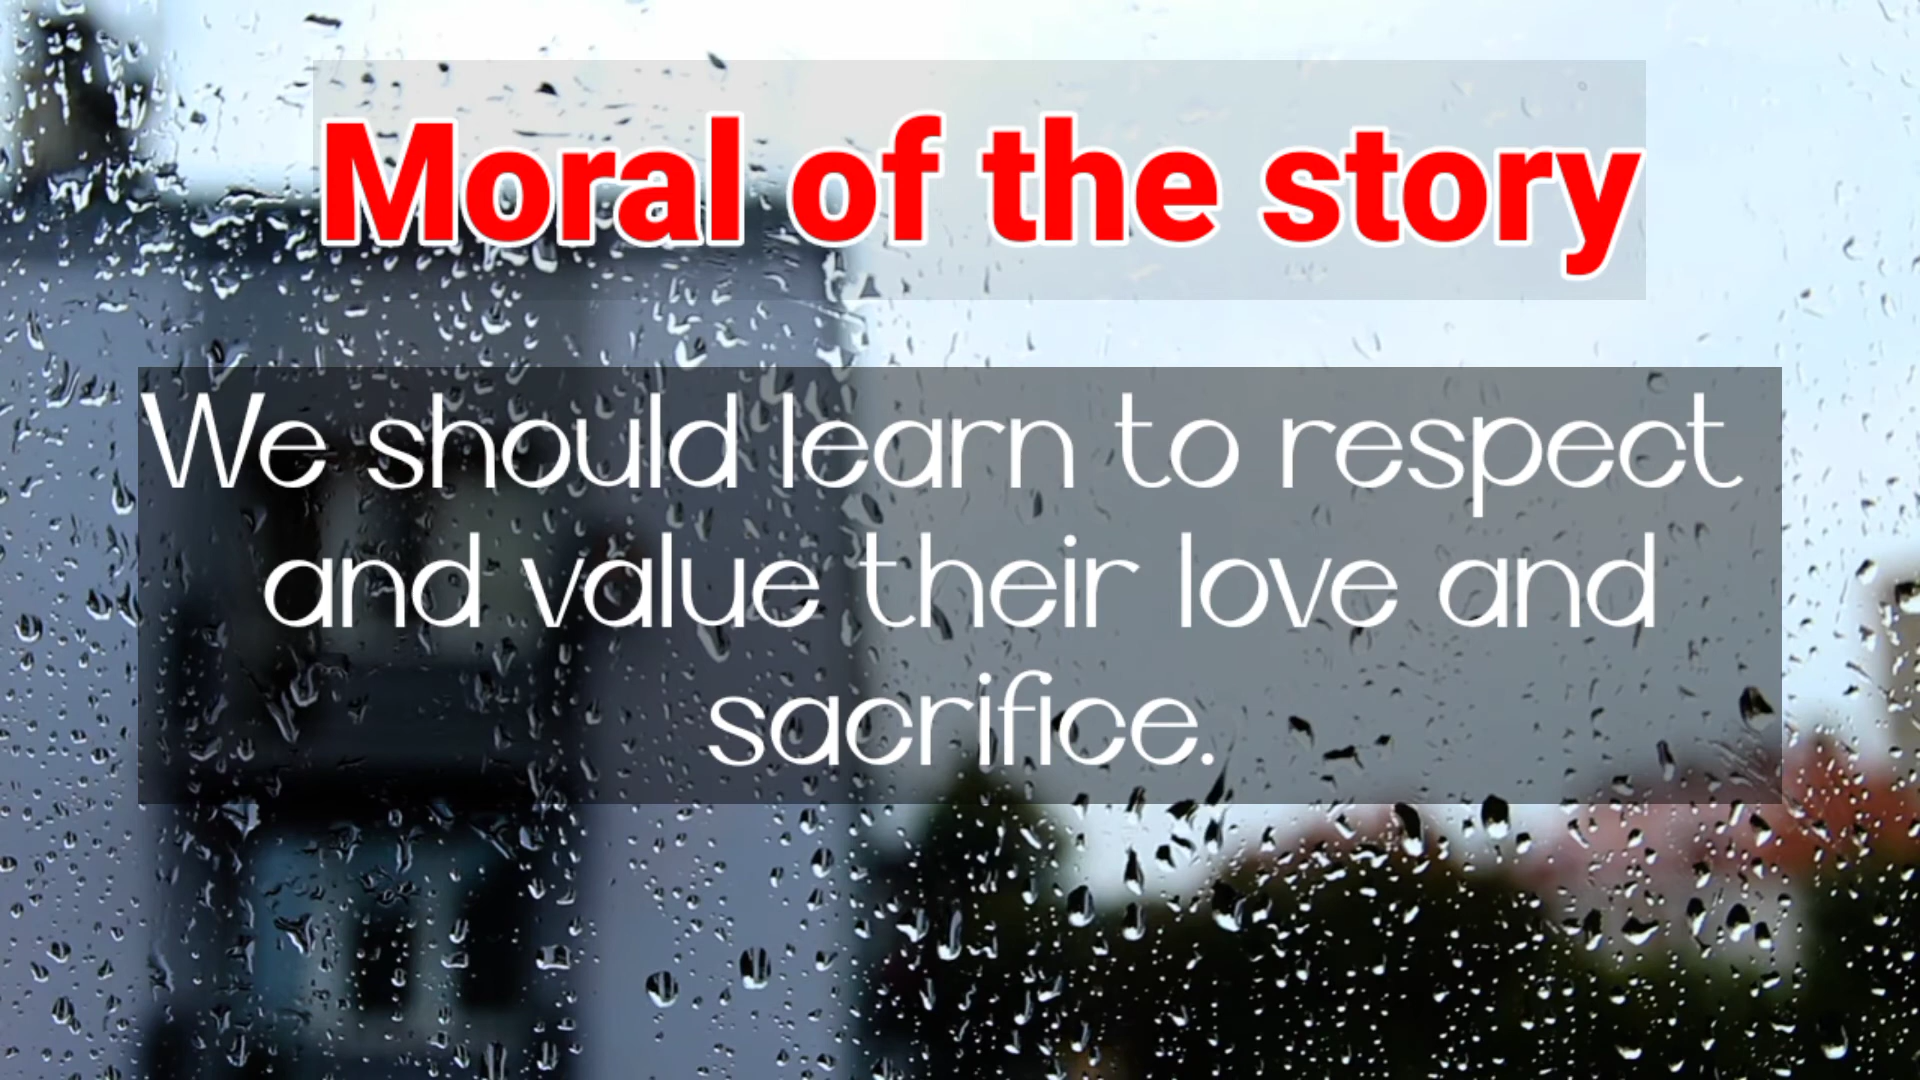 Moral of the story
We should learn to respect
and value their love and
sacrifice.